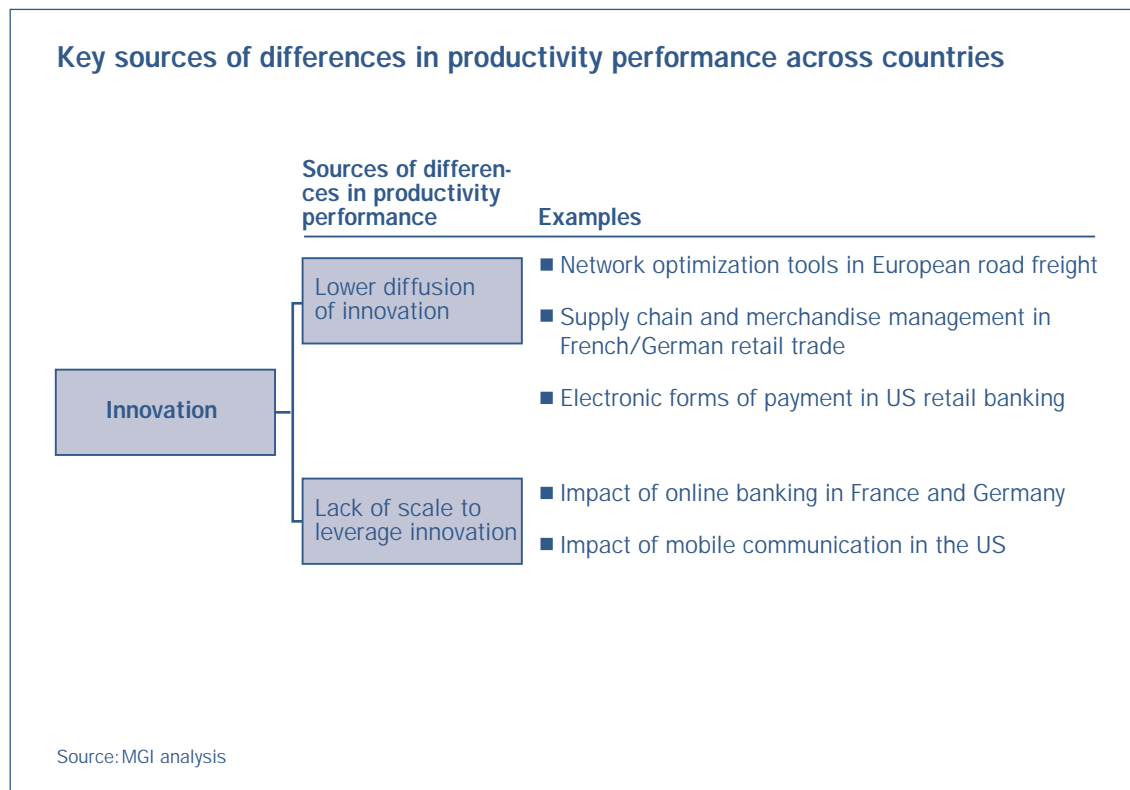 Key sources of differences in productivity performance across countries
Sources of differen-
ces in productivity
performance
Examples
Innovation
Lower diffusion
of innovation
■ Network optimization tools in European road freight
■ Supply chain and merchandise management in
French/German retail trade
■ Electronic forms of payment in US retail banking
Lack of scale to
leverage innovation
■ Impact of online banking in France and Germany
■ Impact of mobile communication in the US
Source: MGI analysis